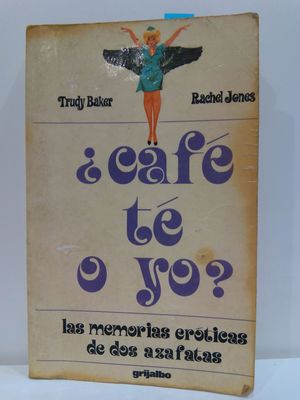 Trudy Baker Rachel Jones
¿café
té
o yo?
las memorias eróticas
de dos azafatas
grijalbo